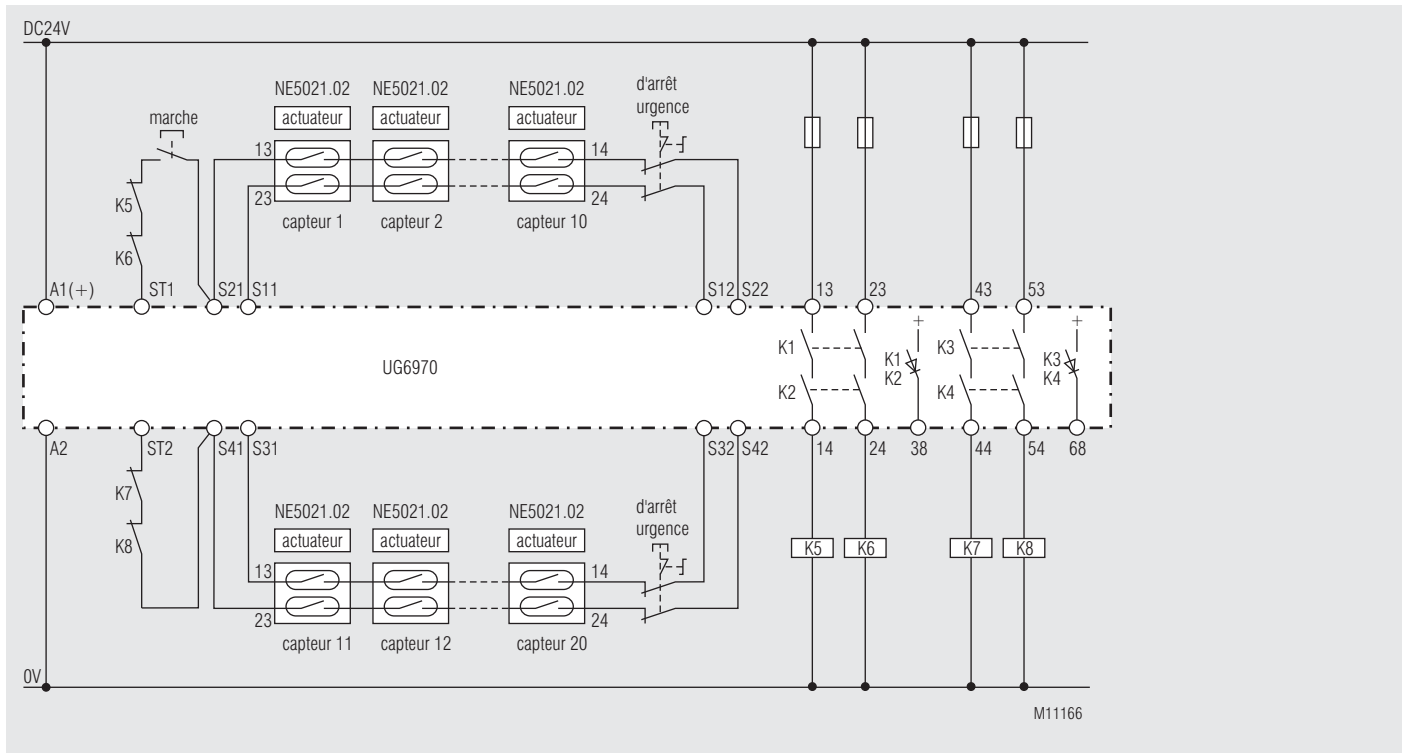 DC24V
marche
NE5021.02 NE5021.02 NE5021.02
actuateur actuateur actuateur
d'arrêt
urgence
13 14
23 24
capteur 1 capteur 2 capteur 10
K5
K6
A1(+) ST1 S21 S11 S12 S22 13 23 43 53
UG6970
K1 K2
K1
K2
+
K3 K4
K3
K4
+
A2 ST2 S41 S31 S32 S42 14 24 38 44 54 68
K7
K8
NE5021.02 NE5021.02 NE5021.02
actuateur actuateur actuateur
d'arrêt
urgence
13 14
23 24
capteur 11 capteur 12 capteur 20
K5 K6 K7 K8
0V
M11166